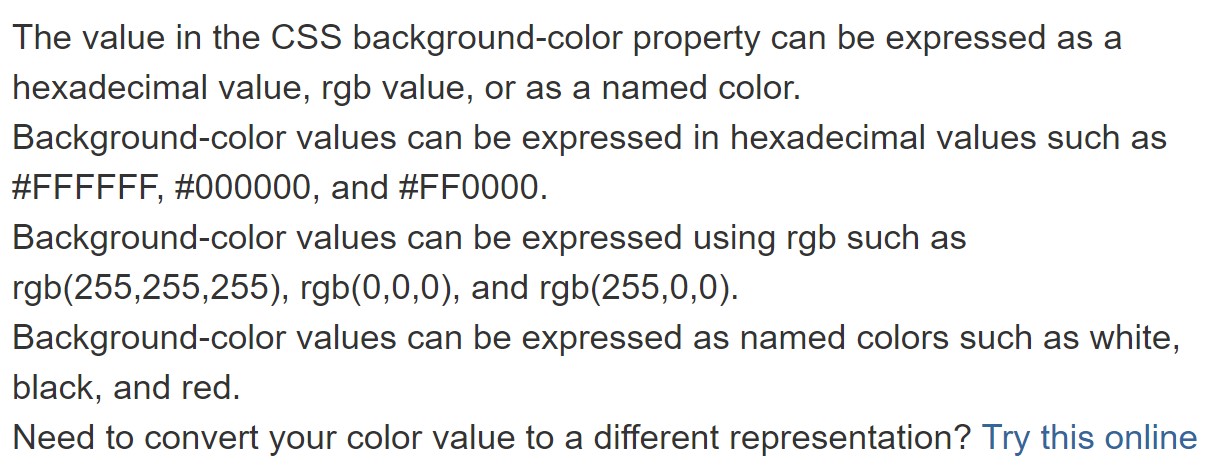 The value in the CSS background-color property can be expressed as a
hexadecimal value, rgb value, or as a named color.
Background-color values can be expressed in hexadecimal values such as
#FFFFFF, #000000, and #FF0000.
Background-color values can be expressed using rgb such as
rgb(255,255,255), rgb(0,0,0), and rgb(255,0,0).
Background-color values can be expressed as named colors such as white,
black, and red.
Need to convert your color value to a different representation? Try this online